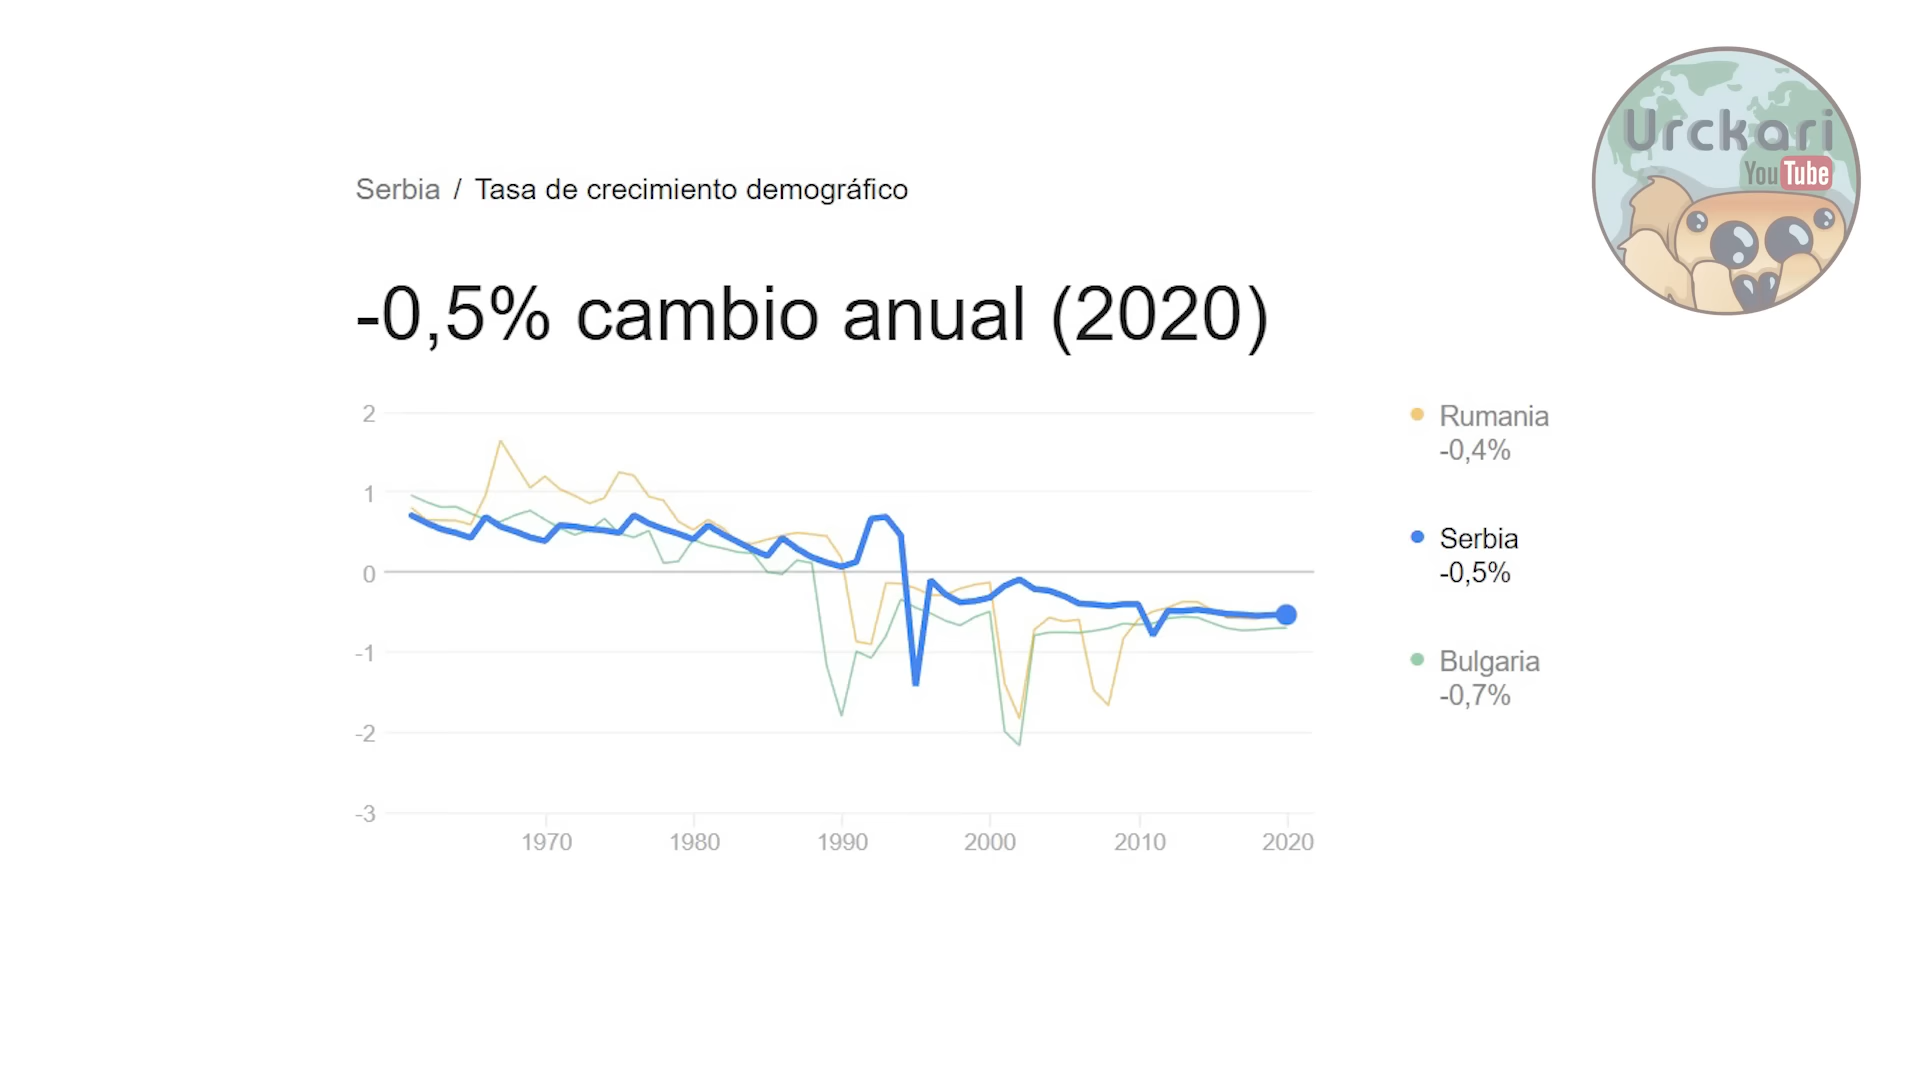 Urckari
YouTube
Serbia / Tasa de crecimiento demográfico
-0,5% cambio anual (2020)
2
1
0
-1
-2
-3
1970 1980 1990 2000 2010 2020
Rumania
-0,4%
Serbia
-0,5%
Bulgaria
-0,7%